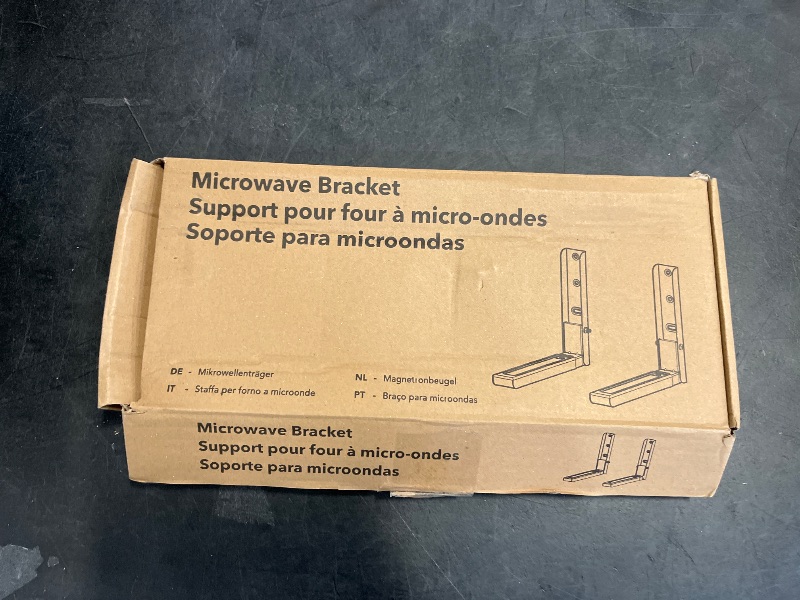 Microwave Bracket
Support pour four à micro-ondes
Soporte para microondas
DE - Mikrowellenträger
IT - Staffa per forno a microonde
NL - Magnetronbeugel
PT - Braço para microondas
Microwave Bracket
Support pour four à micro-ondes
Soporte para microondas